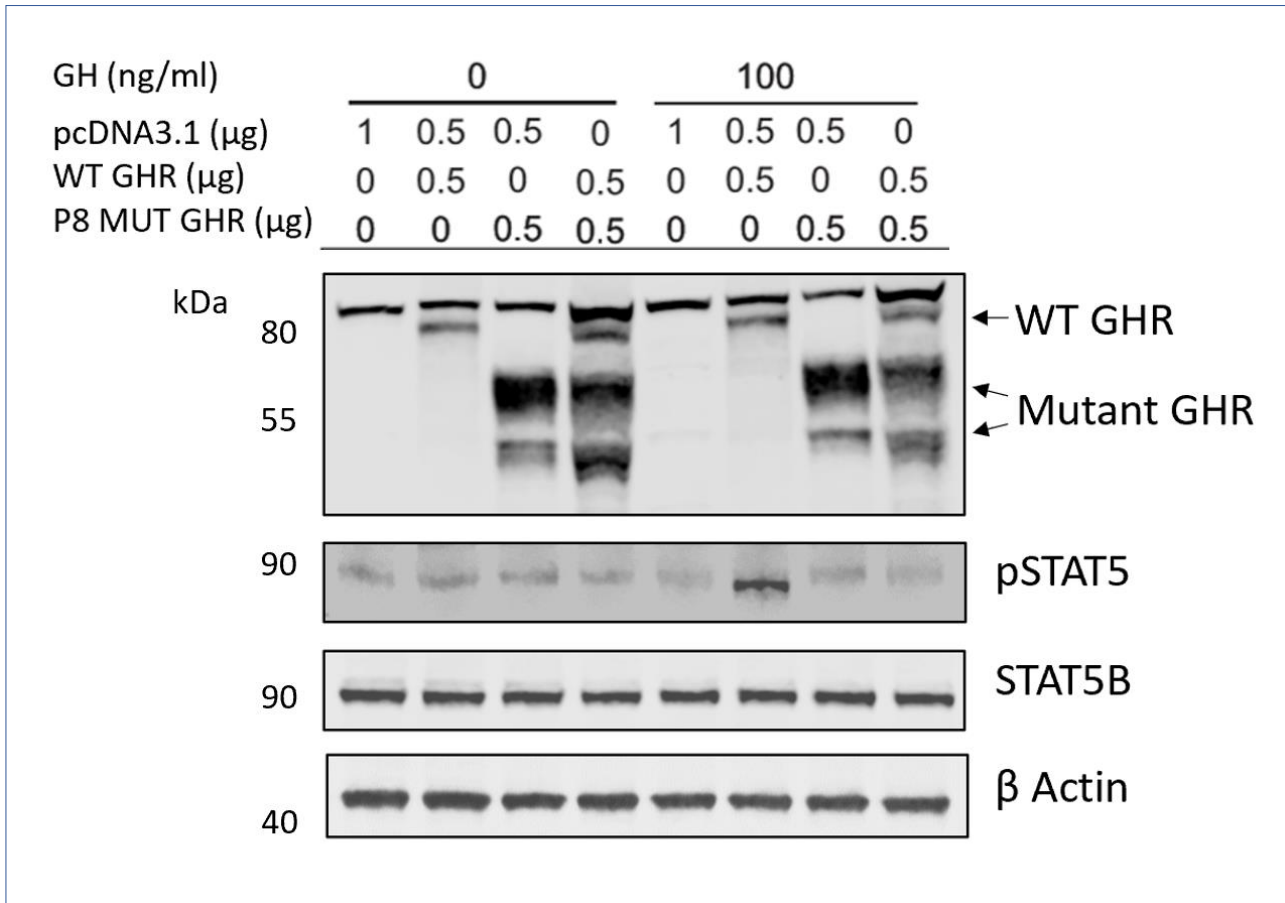 GH (ng/ml) 0 100
pcDNA3.1 (µg) 1 0.5 0.5 0 1 0.5 0.5 0
WT GHR (µg) 0 0.5 0 0.5 0 0.5 0 0.5
P8 MUT GHR (µg) 0 0 0.5 0.5 0 0 0.5 0.5
kDa
80 WT GHR
55 Mutant GHR
90 pSTAT5
90 STAT5B
β Actin
40